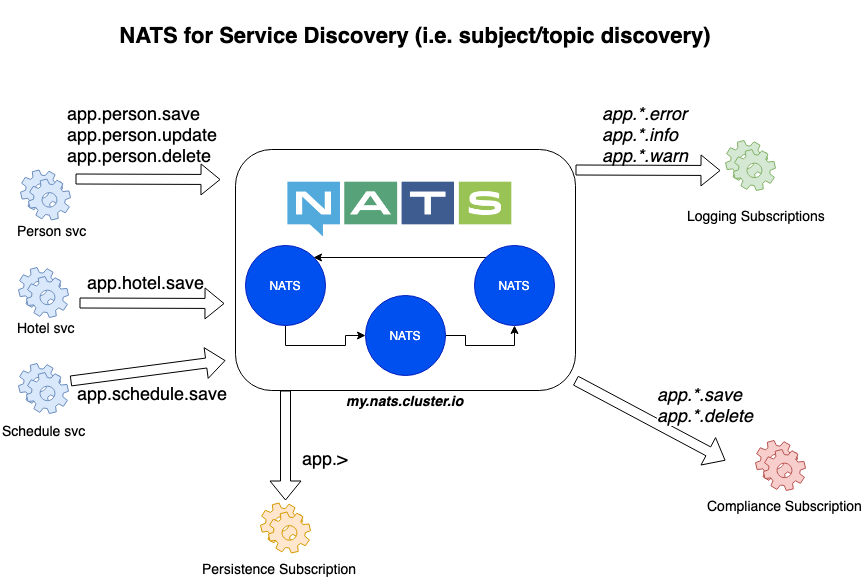 NATS for Service Discovery (i.e. subject/topic discovery)
app.person.save
app.person.update
app.person.delete
Person svc
app.hotel.save
Hotel svc
app.schedule.save
Schedule svc
NATS
NATS
NATS
NATS
my.nats.cluster.io
app.*.error
app.*.info
app.*.warn
Logging Subscriptions
app.*.save
app.*.delete
Compliance Subscription
app.>
Persistence Subscription